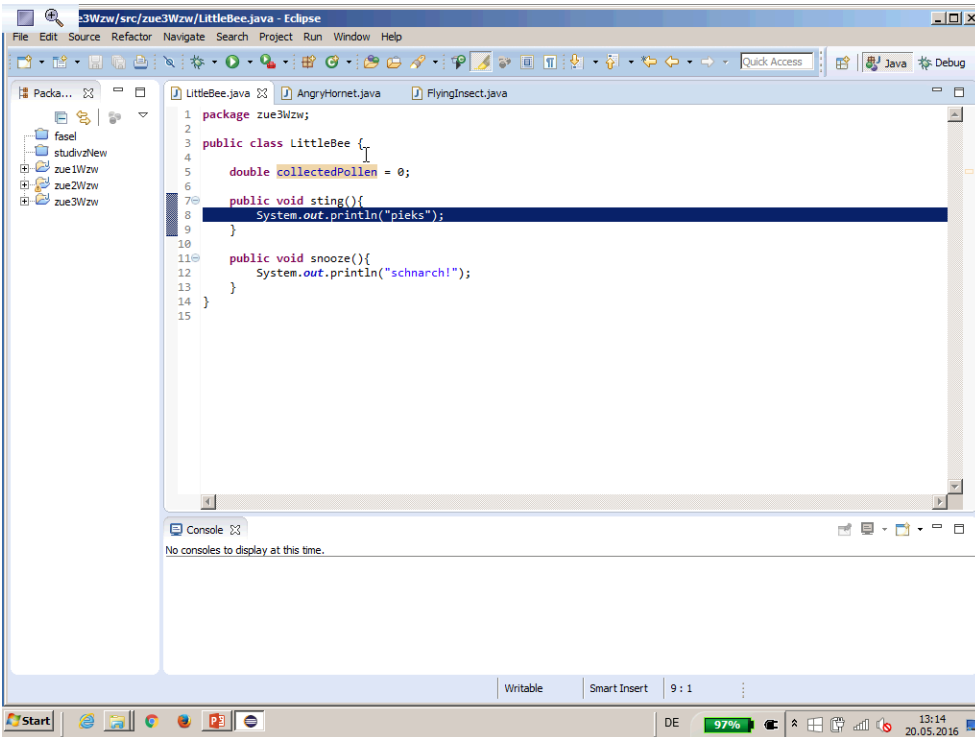 e3Wzw/src/zue3Wzw/LittleBee.java - Eclipse
File Edit Source Refactor Navigate Search Project Run Window Help
Quick Access
Java
Debug
Packa...
LittleBee.java
AngryHornet.java
FlyingInsect.java
fasel
studivzNew
zue1Wzw
zue2Wzw
zue3Wzw
1 package zue3Wzw;
2
3 public class LittleBee {
4
5 double collectedPollen = 0;
6
7 public void sting(){
8 System.out.println("pieks");
9 }
10
11 public void snooze(){
12 System.out.println("schnarch!");
13 }
14 }
15
Console
No consoles to display at this time.
Writable Smart Insert 9 : 1
Start DE 97% 13:14
20.05.2016